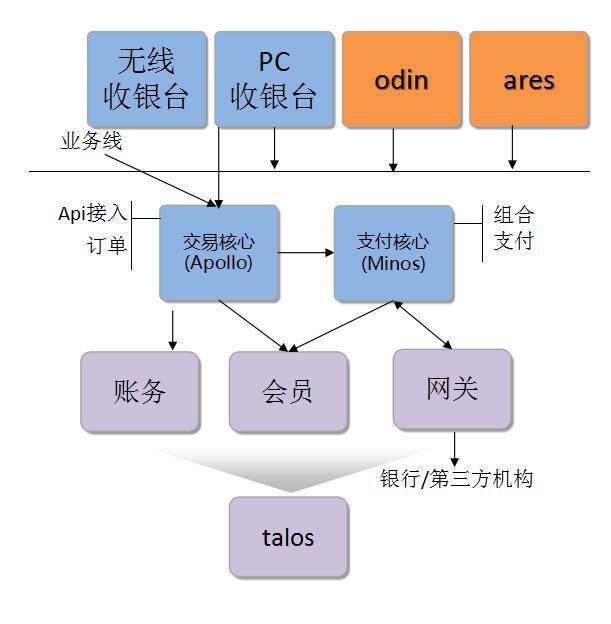 无线
收银台
PC
收银台
odin
ares
业务线
Api接入
订单
交易核心
(Apollo)
支付核心
(Minos)
组合
支付
账务
会员
网关
银行/第三方机构
talos